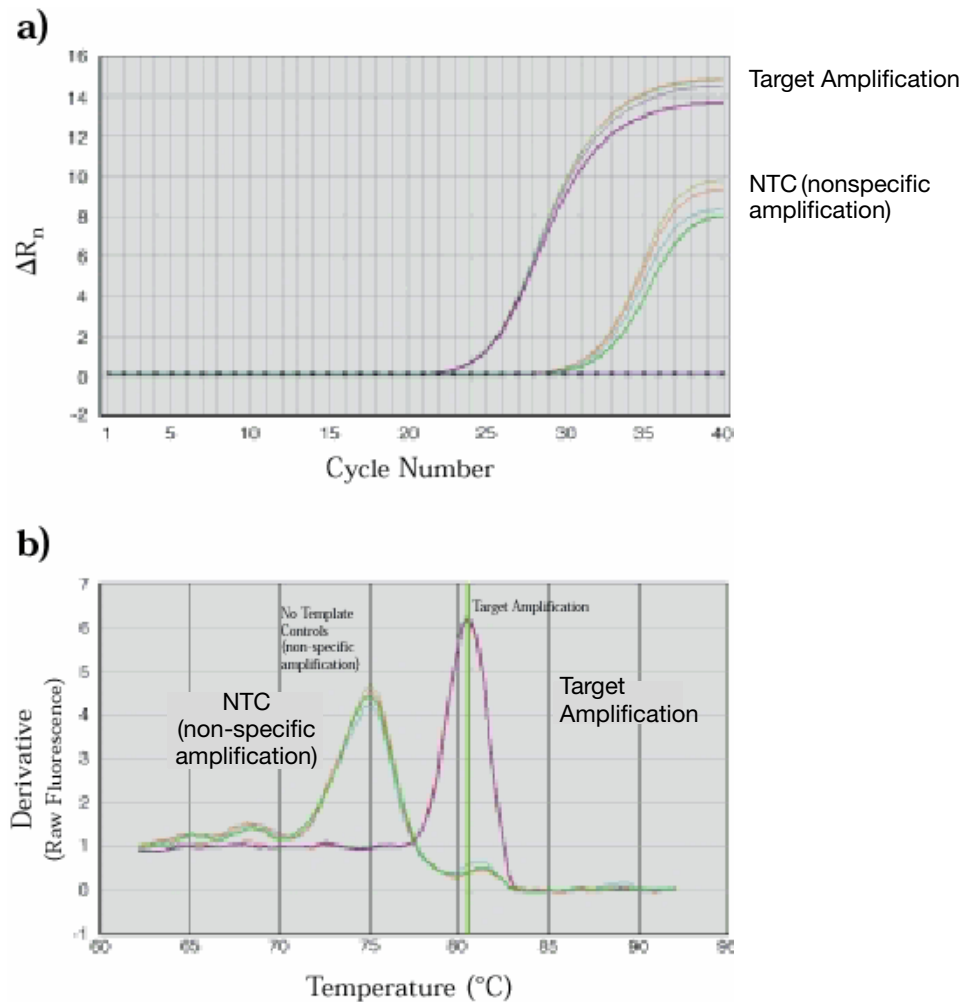 a)
16
14
12
10
8
6
4
2
0
-2
ΔRn
1 5 10 15 20 25 30 35 40
Cycle Number
Target Amplification
NTC (nonspecific
amplification)
b)
7
6
5
4
3
2
1
0
-1
Derivative
(Raw Fluorescence)
No Template
Controls
(non-specific
amplification)
Target Amplification
NTC
(non-specific
amplification)
Target
Amplification
60 65 70 75 80 85 90 95
Temperature (°C)